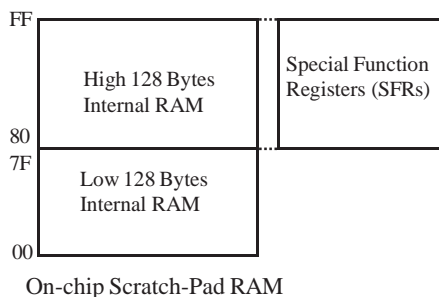 FF
High 128 Bytes
Internal RAM
Special Function
Registers (SFRs)
80
7F
Low 128 Bytes
Internal RAM
00
On-chip Scratch-Pad RAM